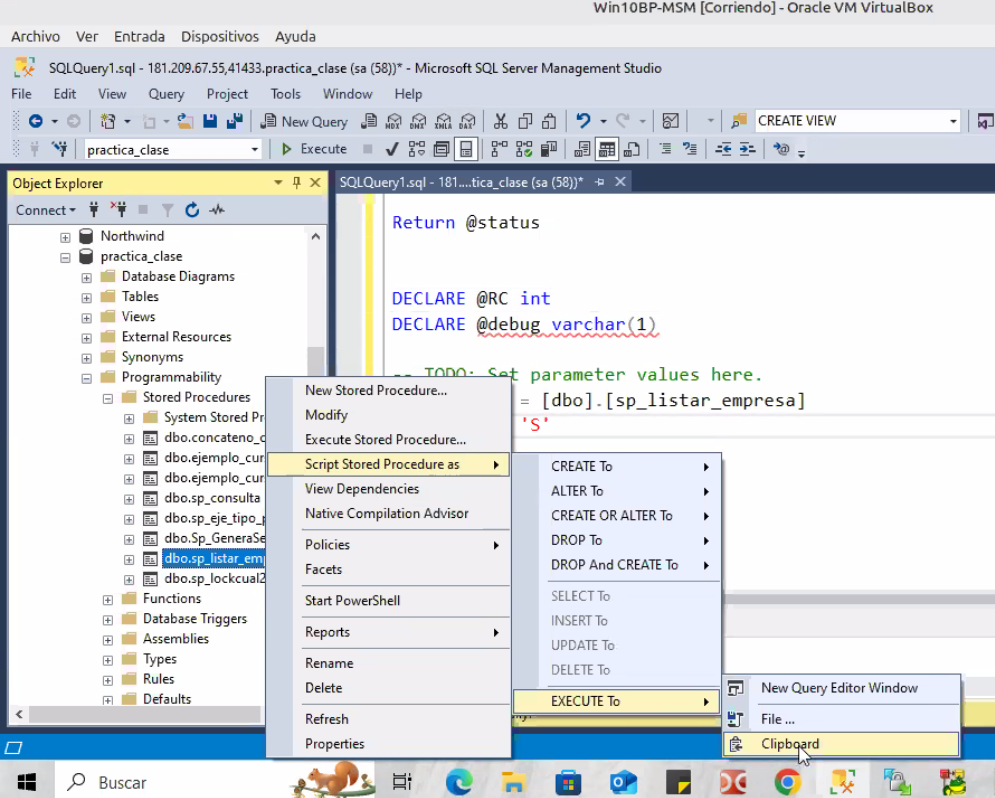 Win10BP-MSM [Corriendo] - Oracle VM VirtualBox
Archivo Ver Entrada Dispositivos Ayuda
SQLQuery1.sql - 181.209.67.55,41433.practica_clase (sa (58))* - Microsoft SQL Server Management Studio
File Edit View Query Project Tools Window Help
New Query MDX DMX XMLA DAX CREATE VIEW
practica_clase Execute
Object Explorer
SQLQuery1.sql - 181....tica_clase (sa (58))*
Connect
Northwind
practica_clase
Database Diagrams
Tables
Views
External Resources
Synonyms
Programmability
Stored Procedures
System Stored Pr
dbo.concateno_c
dbo.ejemplo_cur
dbo.ejemplo_cur
dbo.sp_consulta
dbo.sp_eje_tipo_p
dbo.Sp_GeneraSe
dbo.sp_listar_emp
dbo.sp_lockcual2
Functions
Database Triggers
Assemblies
Types
Rules
Defaults
Return @status
DECLARE @RC int
DECLARE @debug varchar(1)
-- TODO: Set parameter values here.
= [dbo].[sp_listar_empresa]
'S'
New Stored Procedure...
Modify
Execute Stored Procedure...
Script Stored Procedure as
View Dependencies
Native Compilation Advisor
Policies
Facets
Start PowerShell
Reports
Rename
Delete
Refresh
Properties
CREATE To
ALTER To
CREATE OR ALTER To
DROP To
DROP And CREATE To
SELECT To
INSERT To
UPDATE To
DELETE To
EXECUTE To
New Query Editor Window
File ...
Clipboard
Buscar